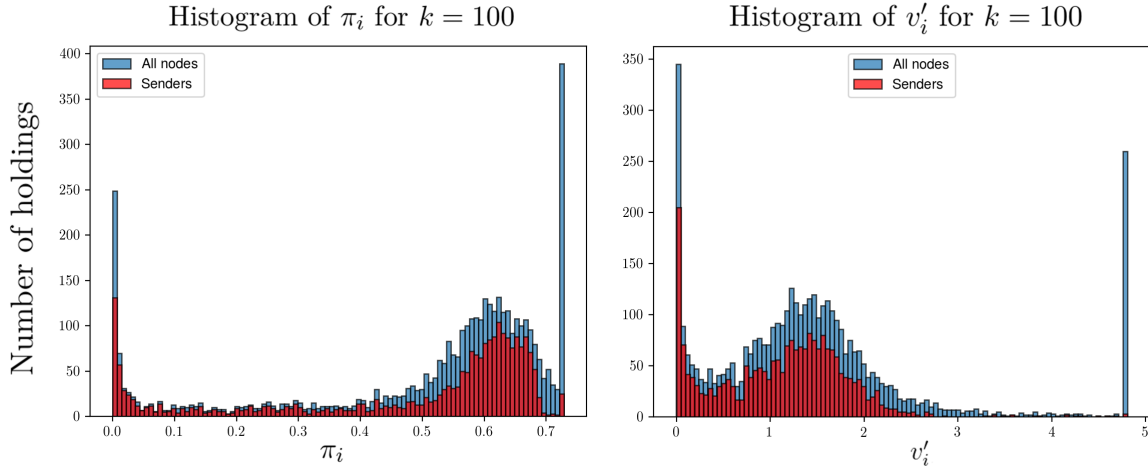 Histogram of πᵢ for k = 100
All nodes
Senders
Number of holdings
400
350
300
250
200
150
100
50
0
0.0 0.1 0.2 0.3 0.4 0.5 0.6 0.7
πᵢ
Histogram of v′ᵢ for k = 100
All nodes
Senders
350
300
250
200
150
100
50
0
0 1 2 3 4 5
v′ᵢ